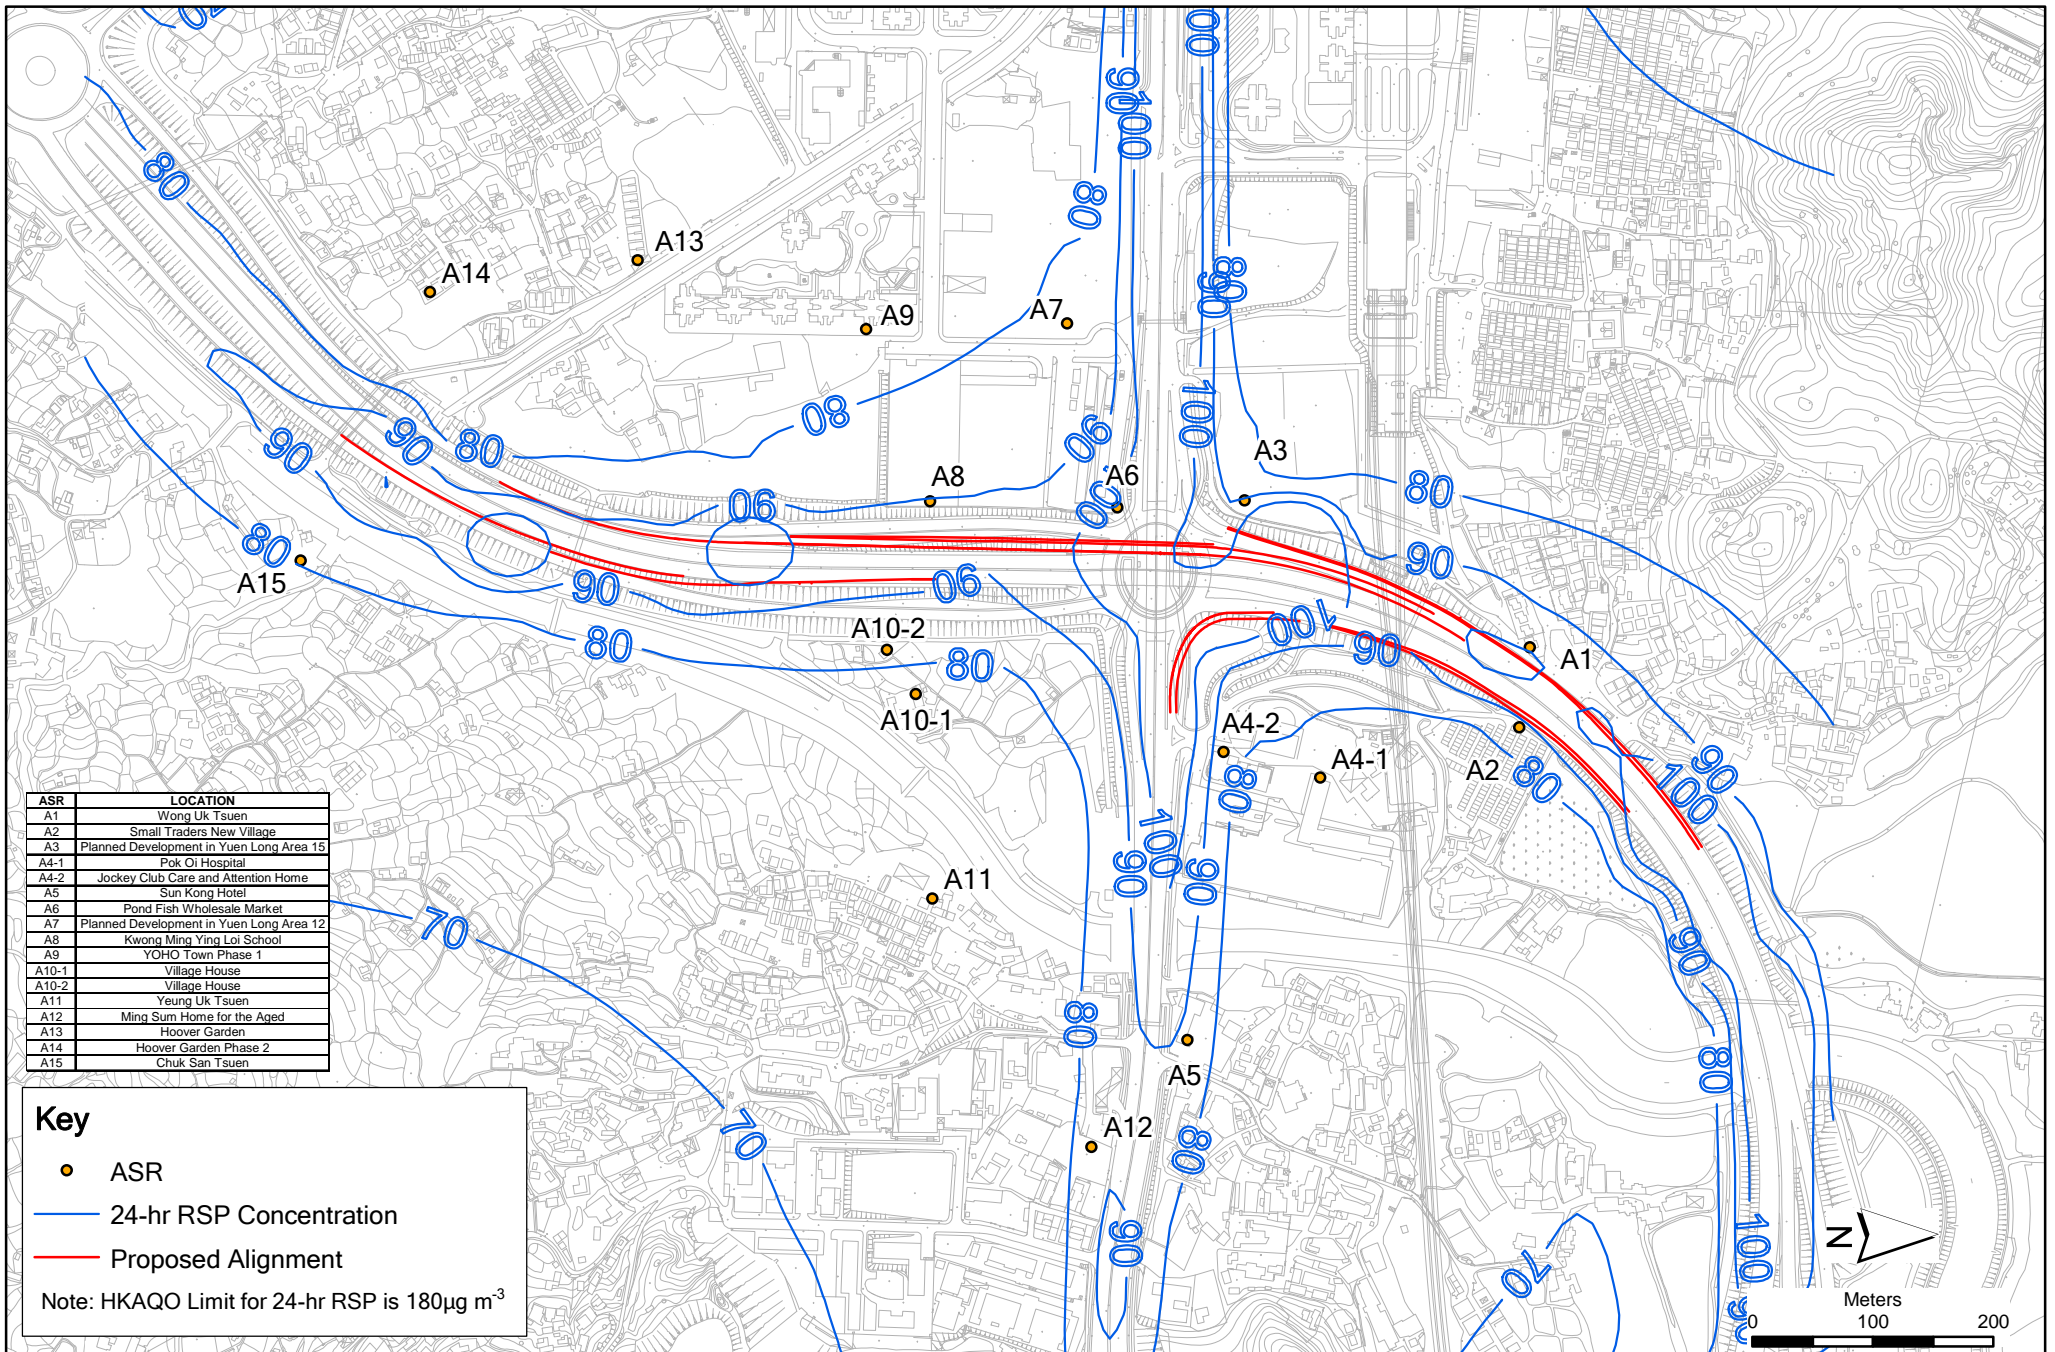 70
100
90
100
80
80
A13
A14
80
90
A7
A9
80
100
90
90
90
80
A3
80
A8
A6
90
100
90
80
A15
90
90
100
90
A10-2
80
80
A1
A10-1
A4-2
A4-1
A2
80
80
90
100
ASR LOCATION
A1 Wong Uk Tsuen
A2 Small Traders New Village
A3 Planned Development in Yuen Long Area 15
A4-1 Pok Oi Hospital
A4-2 Jockey Club Care and Attention Home
A5 Sun Kong Hotel
A6 Pond Fish Wholesale Market
A7 Planned Development in Yuen Long Area 12
A8 Kwong Ming Ying Loi School
A9 YOHO Town Phase 1
A10-1 Village House
A10-2 Village House
A11 Yeung Uk Tsuen
A12 Ming Sum Home for the Aged
A13 Hoover Garden
A14 Hoover Garden Phase 2
A15 Chuk San Tsuen
90
100
90
A11
70
90
80
A5
80
70
A12
80
90
100
70
90
Key
ASR
24-hr RSP Concentration
Proposed Alignment
Note: HKAQO Limit for 24-hr RSP is 180µg m-3
N
Meters
0 100 200